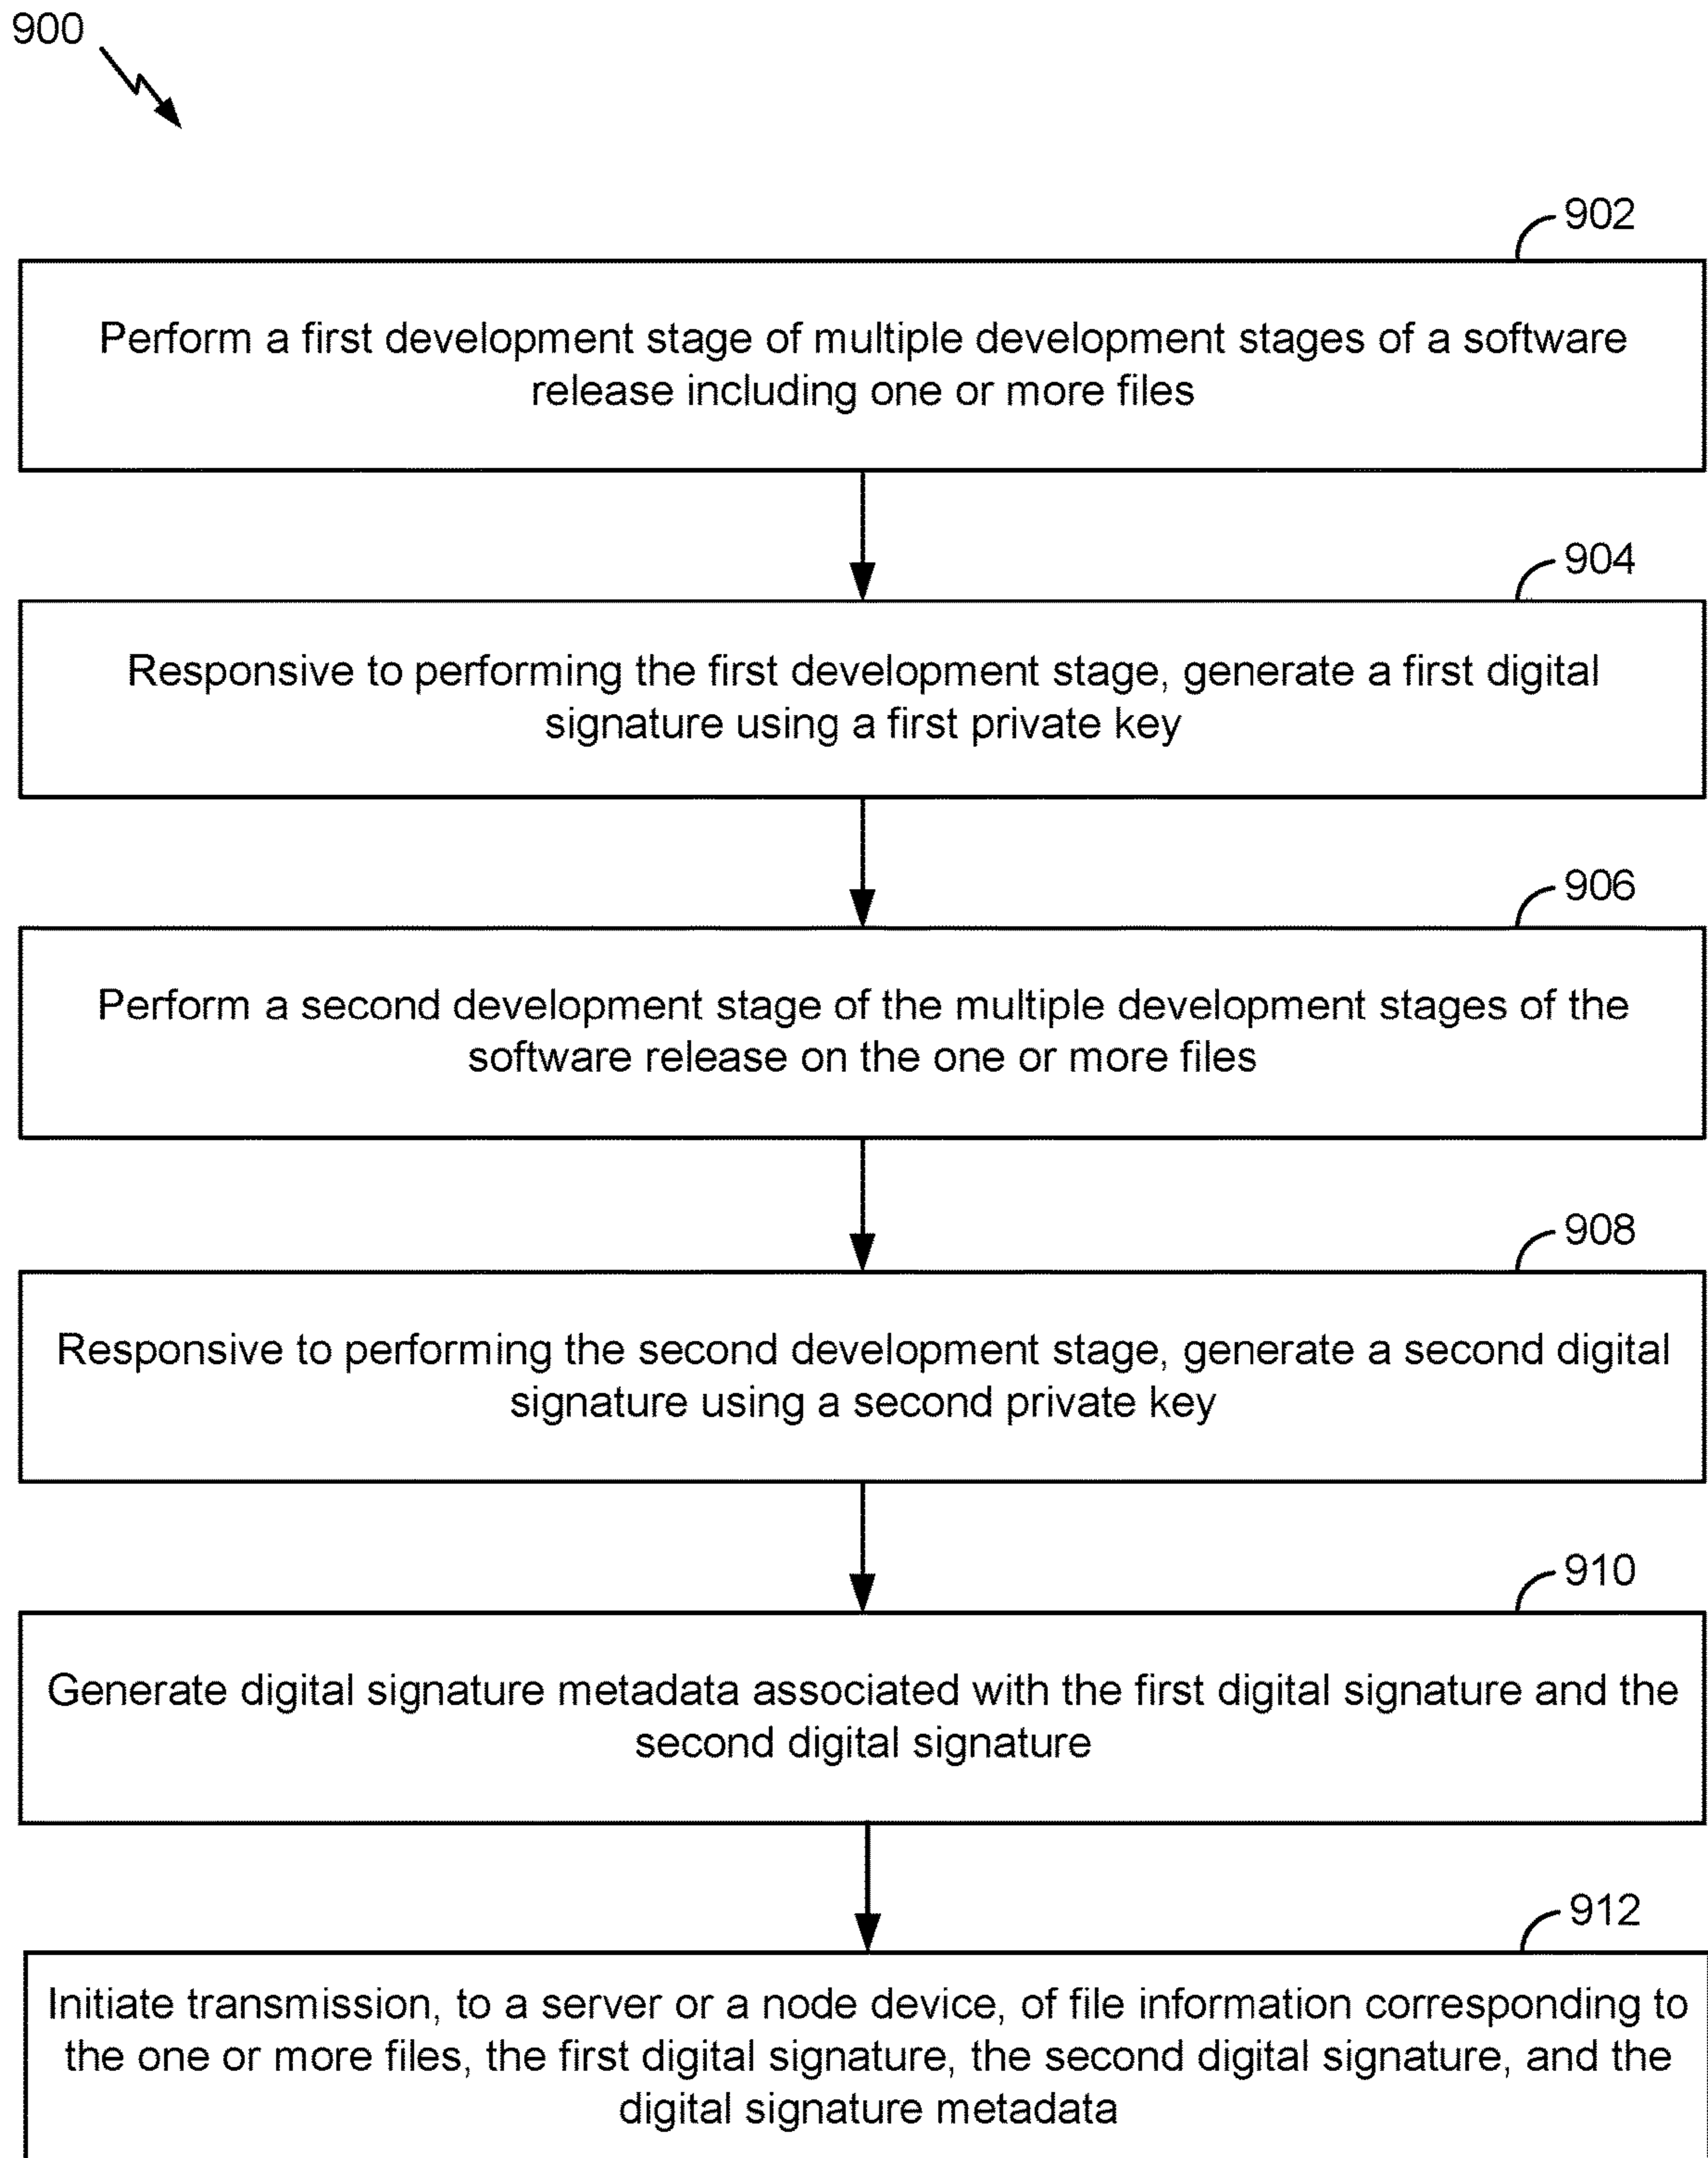 900
902
Perform a first development stage of multiple development stages of a software
release including one or more files
904
Responsive to performing the first development stage, generate a first digital
signature using a first private key
906
Perform a second development stage of the multiple development stages of the
software release on the one or more files
908
Responsive to performing the second development stage, generate a second digital
signature using a second private key
910
Generate digital signature metadata associated with the first digital signature and the
second digital signature
912
Initiate transmission, to a server or a node device, of file information corresponding to
the one or more files, the first digital signature, the second digital signature, and the
digital signature metadata